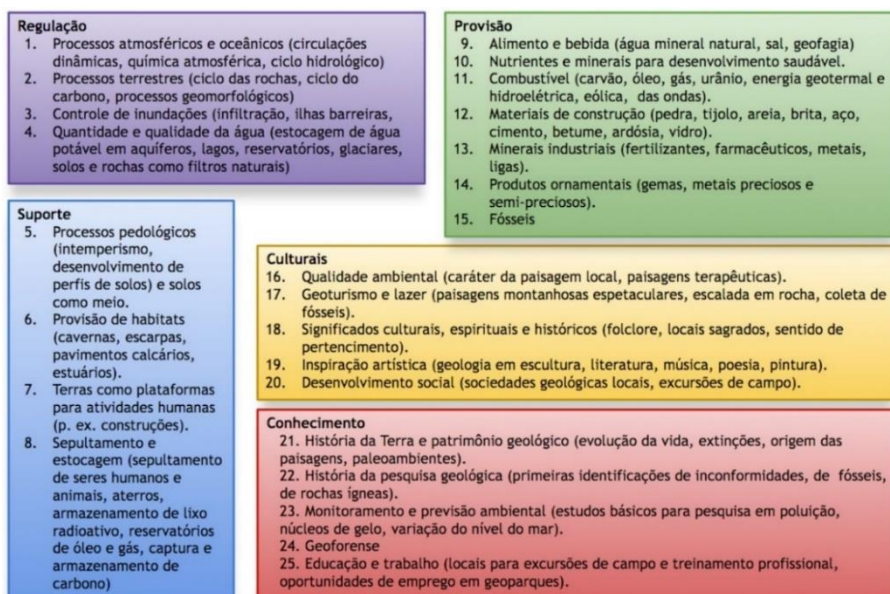 Regulação
1. Processos atmosféricos e oceânicos (circulações
dinâmicas, química atmosférica, ciclo hidrológico)
2. Processos terrestres (ciclo das rochas, ciclo do
carbono, processos geomorfológicos)
3. Controle de inundações (infiltração, ilhas barreiras,
4. Quantidade e qualidade da água (estocagem de água
potável em aquíferos, lagos, reservatórios, glaciares,
solos e rochas como filtros naturais)
Provisão
9. Alimento e bebida (água mineral natural, sal, geofagia)
10. Nutrientes e minerais para desenvolvimento saudável.
11. Combustível (carvão, óleo, gás, urânio, energia geotermal e
hidroelétrica, eólica, das ondas).
12. Materiais de construção (pedra, tijolo, areia, brita, aço,
cimento, betume, ardósia, vidro).
13. Minerais industriais (fertilizantes, farmacêuticos, metais,
ligas).
14. Produtos ornamentais (gemas, metais preciosos e
semi-preciosos).
15. Fósseis
Suporte
5. Processos pedológicos
(intemperismo,
desenvolvimento de
perfis de solos) e solos
como meio.
6. Provisão de habitats
(cavernas, escarpas,
pavimentos calcários,
estuários).
7. Terras como plataformas
para atividades humanas
(p. ex. construções).
8. Sepultamento e
estocagem (sepultamento
de seres humanos e
animais, aterros,
armazenamento de lixo
radioativo, reservatórios
de óleo e gás, captura e
armazenamento de
carbono)
Culturais
16. Qualidade ambiental (caráter da paisagem local, paisagens terapêuticas).
17. Geoturismo e lazer (paisagens montanhosas espetaculares, escalada em rocha, coleta de
fósseis).
18. Significados culturais, espirituais e históricos (folclore, locais sagrados, sentido de
pertencimento).
19. Inspiração artística (geologia em escultura, literatura, música, poesia, pintura).
20. Desenvolvimento social (sociedades geológicas locais, excursões de campo).
Conhecimento
21. História da Terra e patrimônio geológico (evolução da vida, extinções, origem das
paisagens, paleoambientes).
22. História da pesquisa geológica (primeiras identificações de inconformidades, de fósseis,
de rochas ígneas).
23. Monitoramento e previsão ambiental (estudos básicos para pesquisa em poluição,
núcleos de gelo, variação do nível do mar).
24. Geoforense
25. Educação e trabalho (locais para excursões de campo e treinamento profissional,
oportunidades de emprego em geoparques).